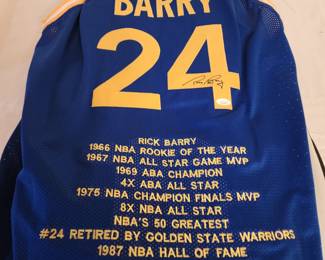 BARRY
24
RICK BARRY
1966 NBA ROOKIE OF THE YEAR
1967 NBA ALL STAR GAME MVP
1969 ABA CHAMPION
4X ABA ALL STAR
1975 NBA CHAMPION FINALS MVP
8X NBA ALL STAR
NBA'S 50 GREATEST
#24 RETIRED BY GOLDEN STATE WARRIORS
1987 NBA HALL OF FAME